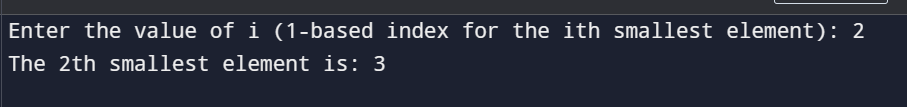 Enter the value of i (1-based index for the ith smallest element): 2
The 2th smallest element is: 3